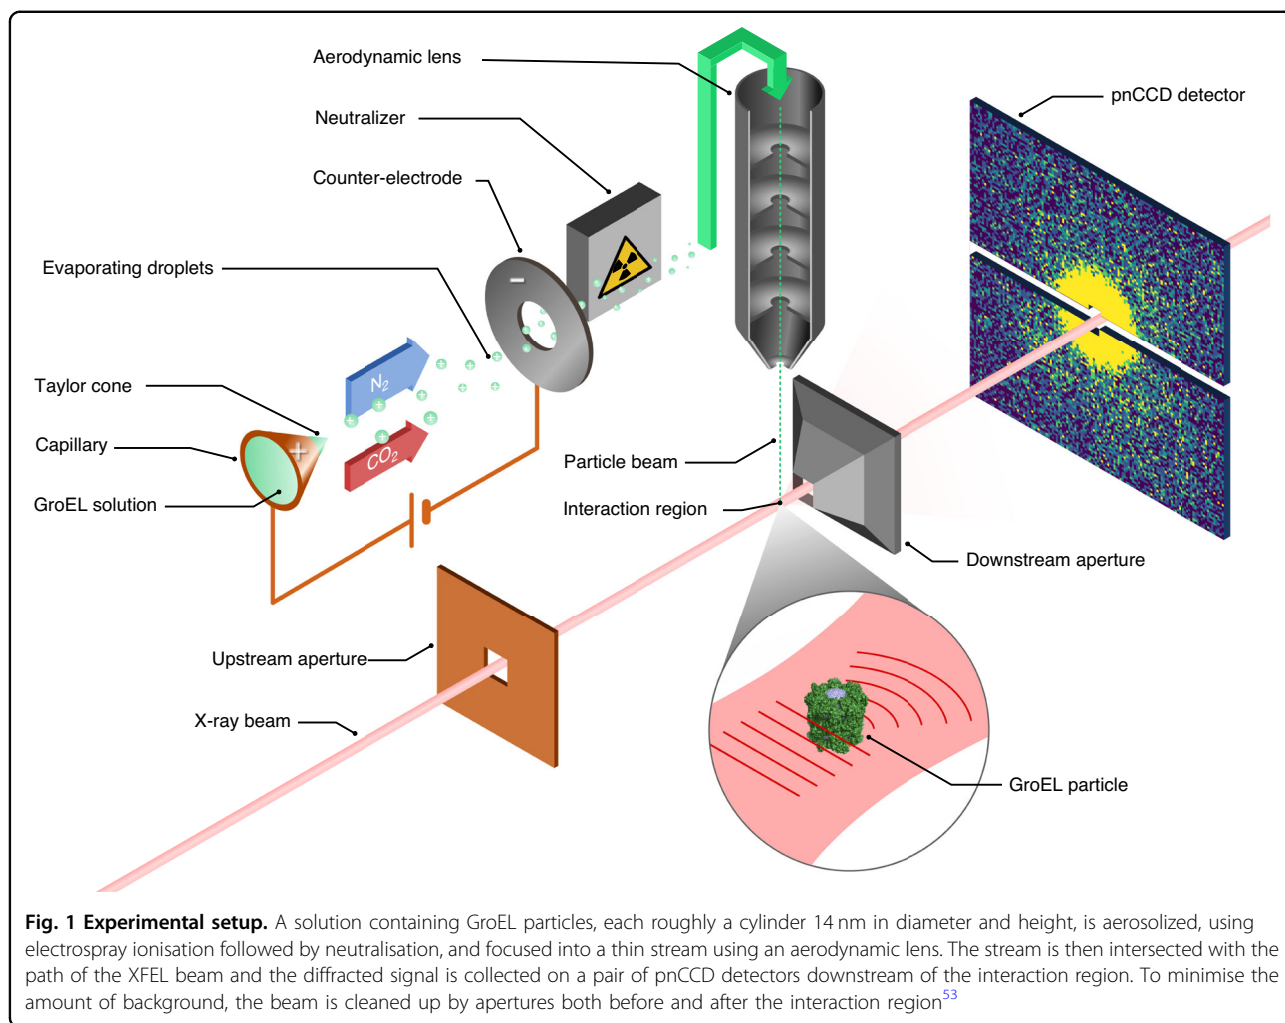 Aerodynamic lens
pnCCD detector
Neutralizer
Counter-electrode
Evaporating droplets
−
N2
Taylor cone
Capillary
+
CO2
GroEL solution
Particle beam
Interaction region
Downstream aperture
Upstream aperture
X-ray beam
GroEL particle
Fig. 1 Experimental setup. A solution containing GroEL particles, each roughly a cylinder 14 nm in diameter and height, is aerosolized, using
electrospray ionisation followed by neutralisation, and focused into a thin stream using an aerodynamic lens. The stream is then intersected with the
path of the XFEL beam and the diffracted signal is collected on a pair of pnCCD detectors downstream of the interaction region. To minimise the
amount of background, the beam is cleaned up by apertures both before and after the interaction region53